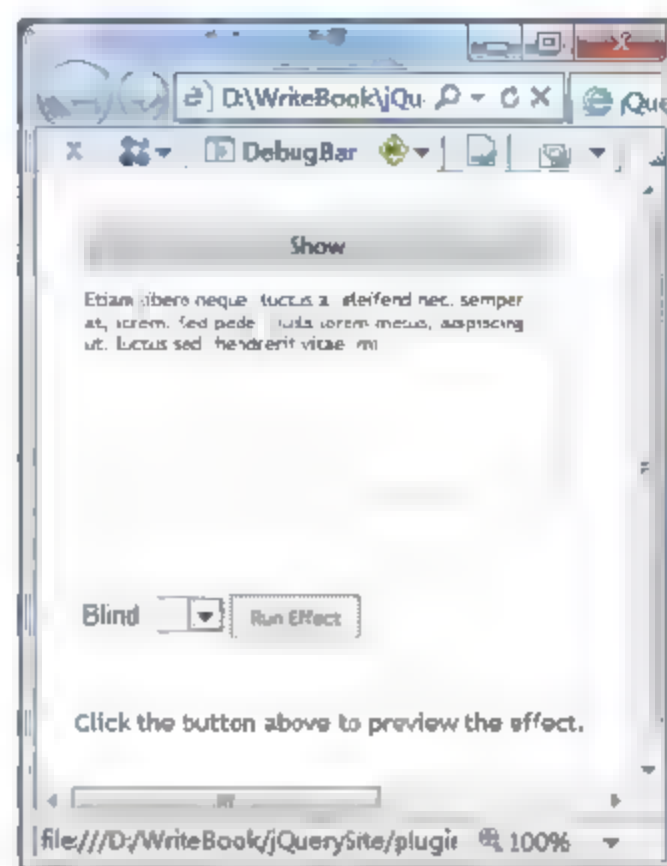 D:\WriteBook\jQu
jQue
x DebugBar
Show
Etiam libero neque, luctus a, eleifend nec, semper
at, lorem. Sed pede. lorem metus, adipiscing
ut, luctus sed, hendrerit vitae, mi.
Blind
Run Effect
Click the button above to preview the effect.
file:///D:/WriteBook/jQuerySite/plugin
100%